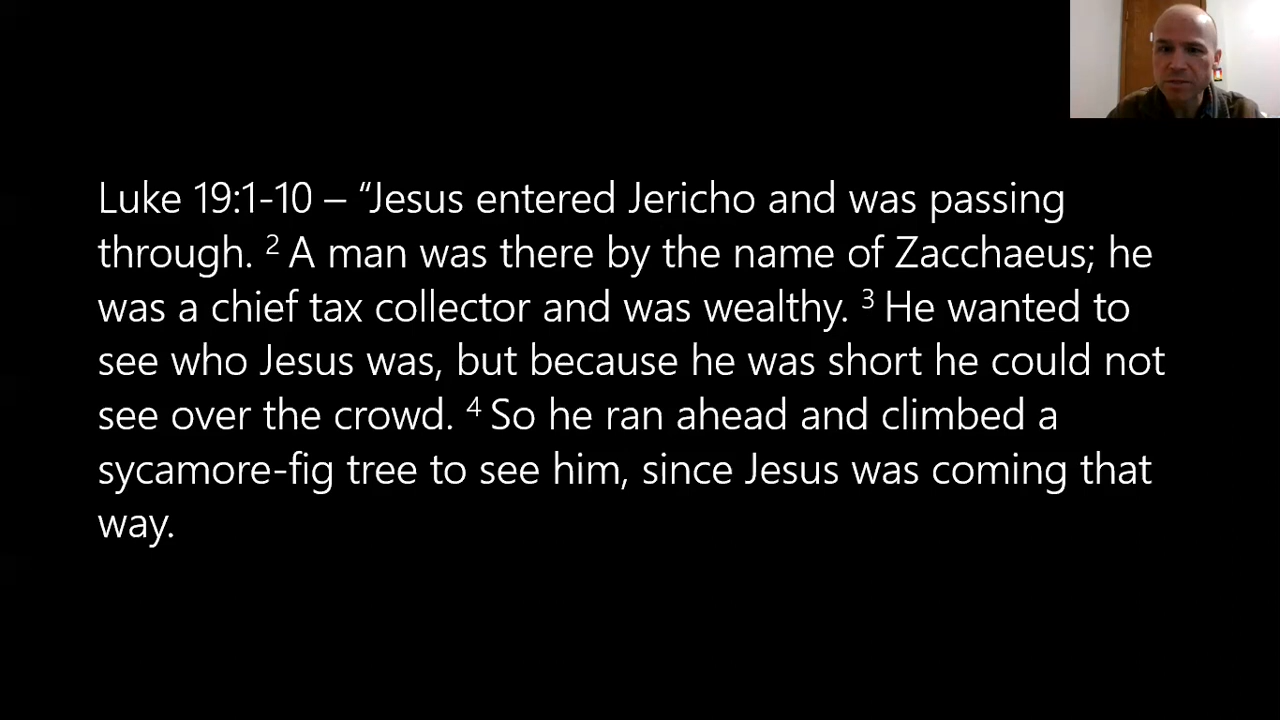 Luke 19:1-10 – “Jesus entered Jericho and was passing
through. ² A man was there by the name of Zacchaeus; he
was a chief tax collector and was wealthy. ³ He wanted to
see who Jesus was, but because he was short he could not
see over the crowd. ⁴ So he ran ahead and climbed a
sycamore-fig tree to see him, since Jesus was coming that
way.